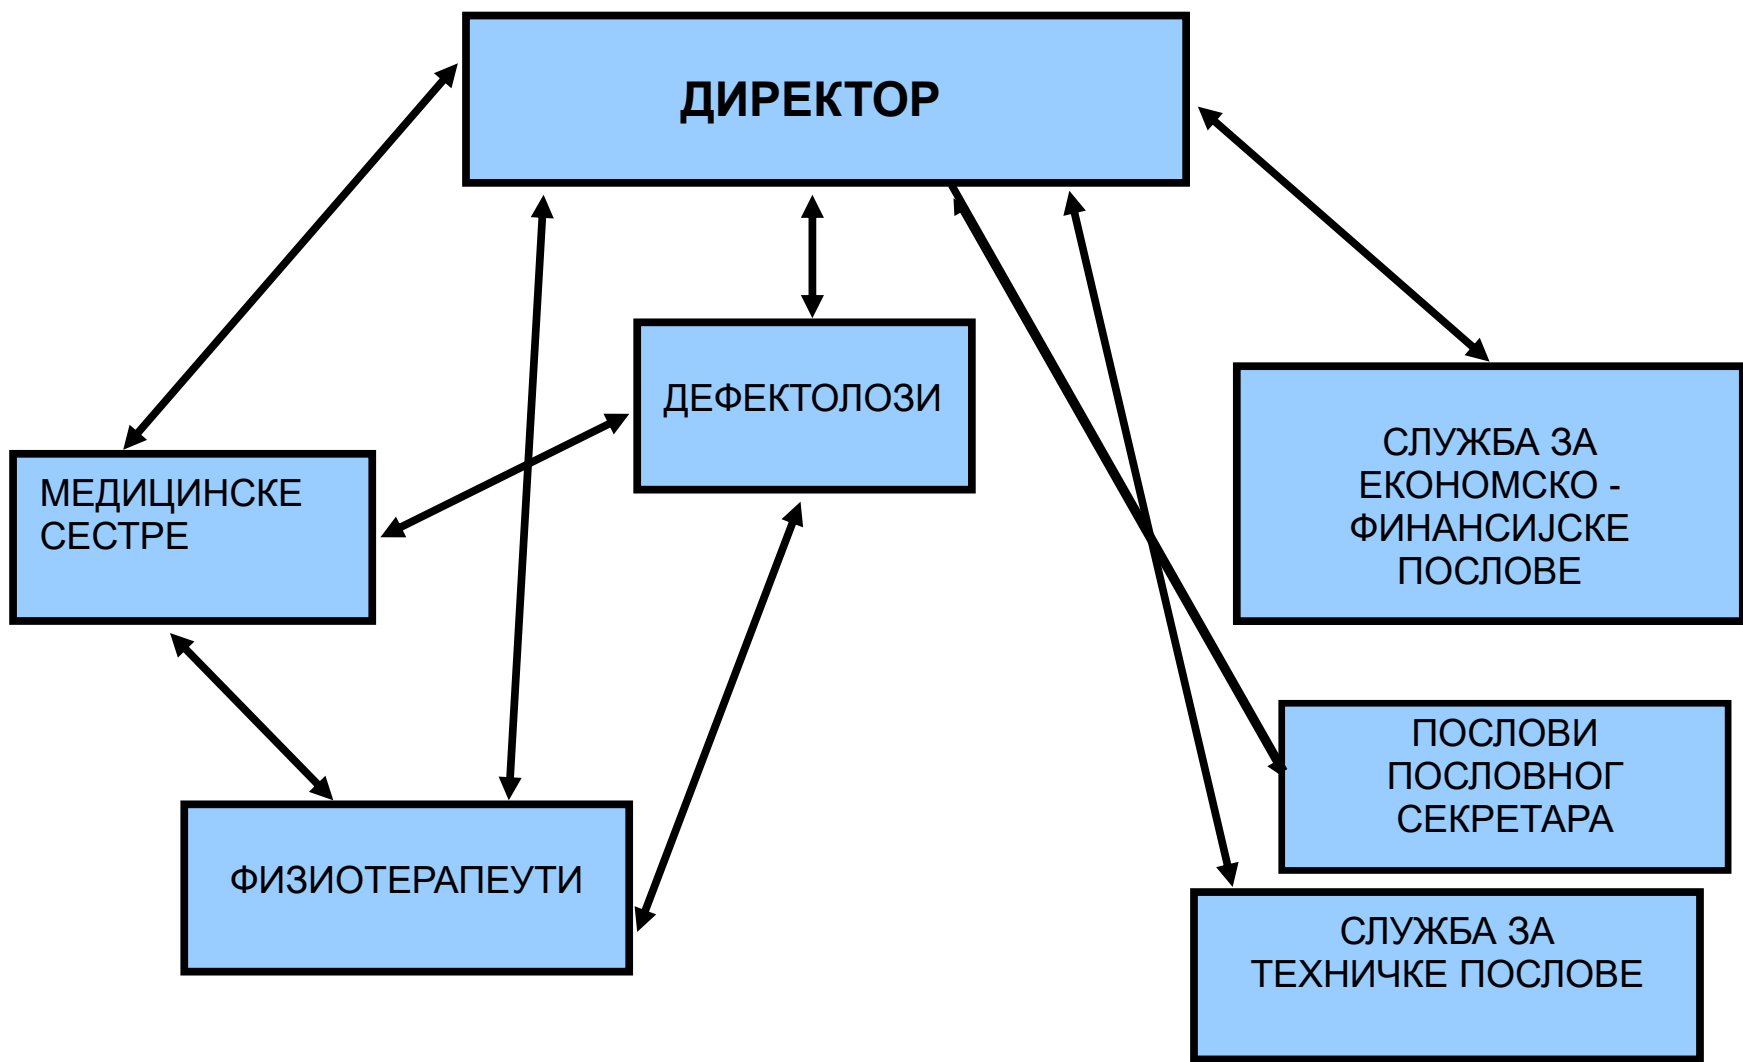 ДИРЕКТОР
ДЕФЕКТОЛОЗИ
МЕДИЦИНСКЕ
СЕСТРЕ
СЛУЖБА ЗА
ЕКОНОМСКО -
ФИНАНСИЈСКЕ
ПОСЛОВЕ
ПОСЛОВИ
ПОСЛОВНОГ
СЕКРЕТАРА
ФИЗИОТЕРАПЕУТИ
СЛУЖБА ЗА
ТЕХНИЧКЕ ПОСЛОВЕ